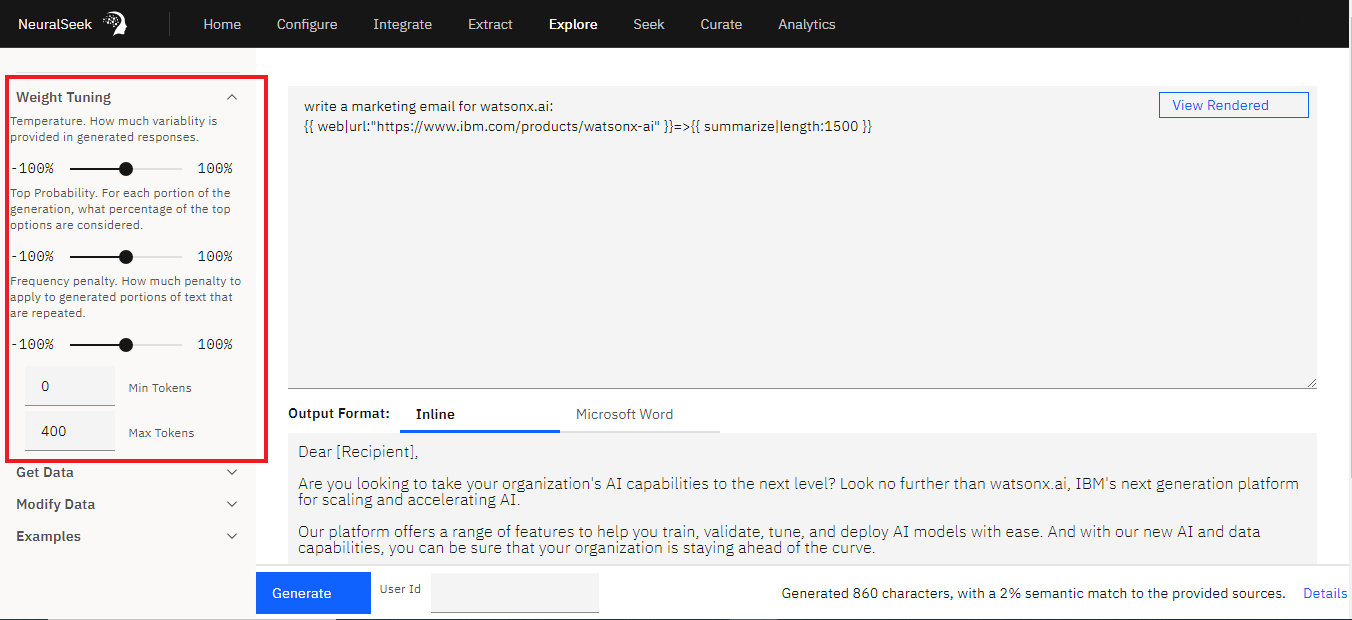 NeuralSeek
Home
Configure
Integrate
Extract
Explore
Seek
Curate
Analytics
Weight Tuning
Temperature. How much variablity is
provided in generated responses.
-100%
100%
Top Probability. For each portion of the
generation, what percentage of the top
options are considered.
-100%
100%
Frequency penalty. How much penalty to
apply to generated portions of text that
are repeated.
-100%
100%
0
Min Tokens
400
Max Tokens
Get Data
Modify Data
Examples
write a marketing email for watsonx.ai:
{{ web|url:"https://www.ibm.com/products/watsonx-ai" }}=>{{ summarize|length:1500 }}
View Rendered
Output Format:
Inline
Microsoft Word
Dear [Recipient],
Are you looking to take your organization's AI capabilities to the next level? Look no further than watsonx.ai, IBM's next generation platform
for scaling and accelerating AI.
Our platform offers a range of features to help you train, validate, tune, and deploy AI models with ease. And with our new AI and data
capabilities, you can be sure that your organization is staying ahead of the curve.
Generate
User Id
Generated 860 characters, with a 2% semantic match to the provided sources.
Details